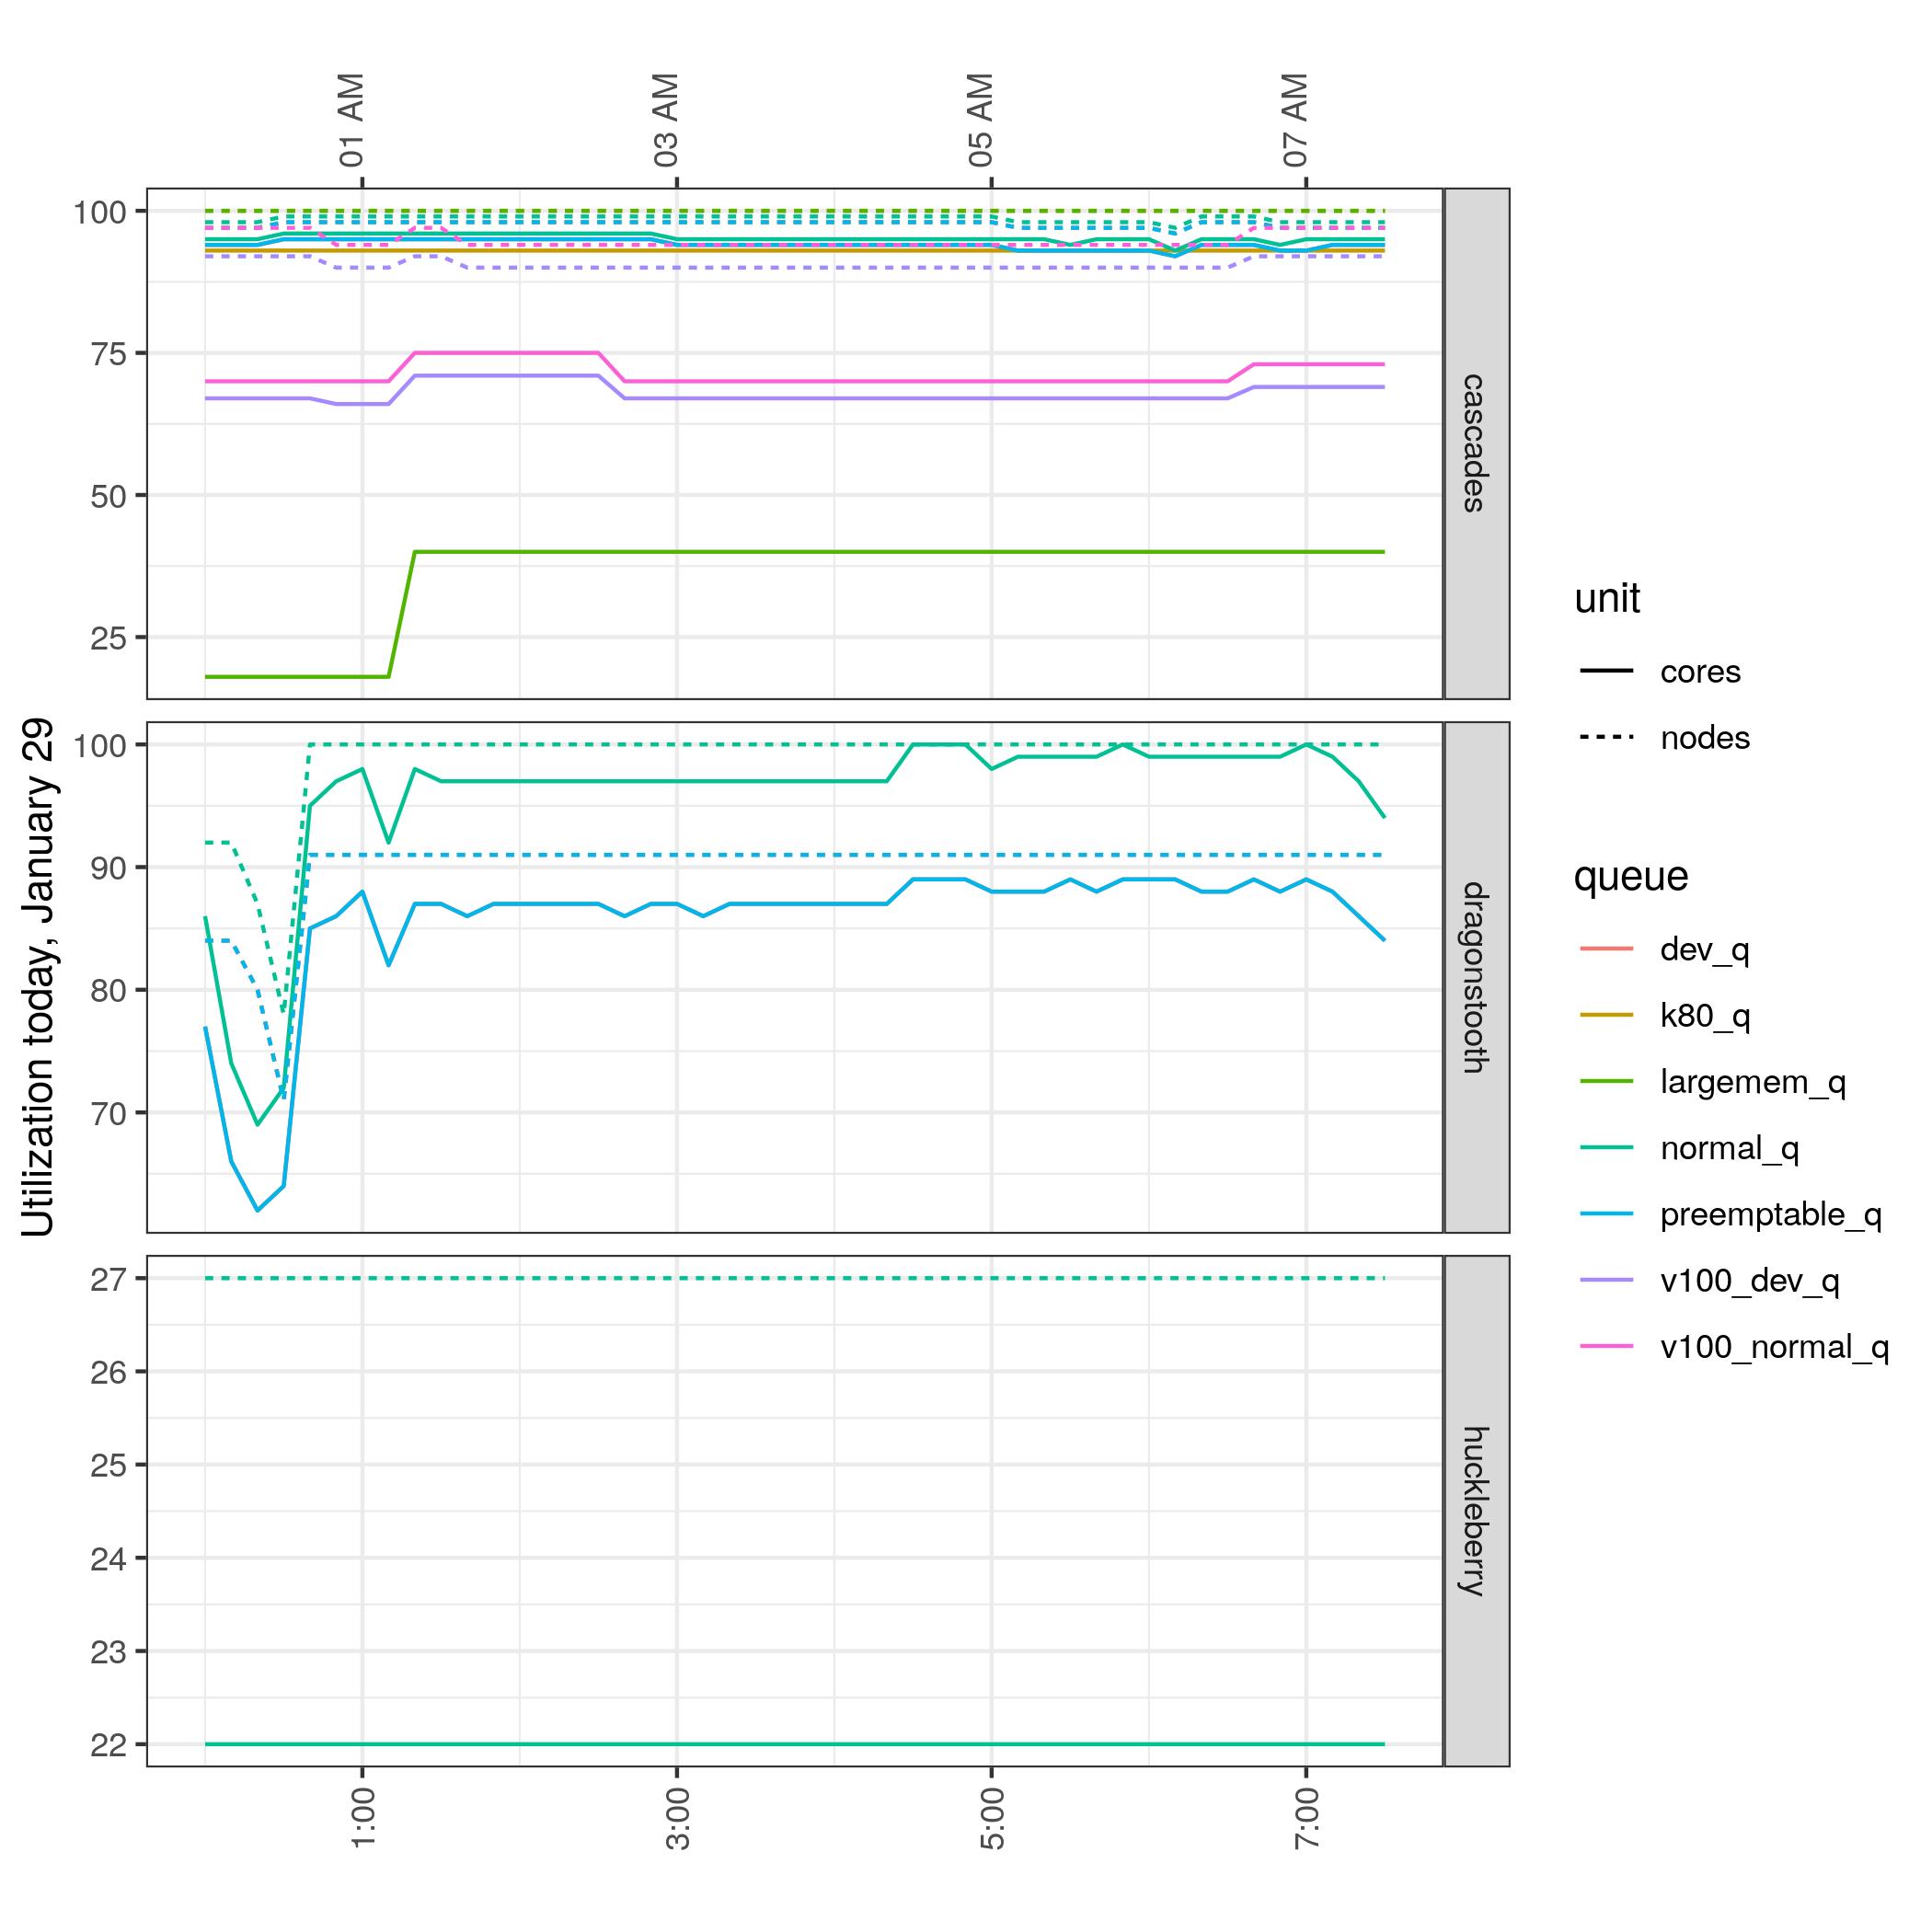 01 AM
03 AM
05 AM
07 AM
100
75
50
25
cascades
Utilization today, January 29
100
90
80
70
dragonstooth
27
26
25
24
23
22
huckleberry
1:00
3:00
5:00
7:00
unit
cores
nodes
queue
dev_q
k80_q
largemem_q
normal_q
preemptable_q
v100_dev_q
v100_normal_q